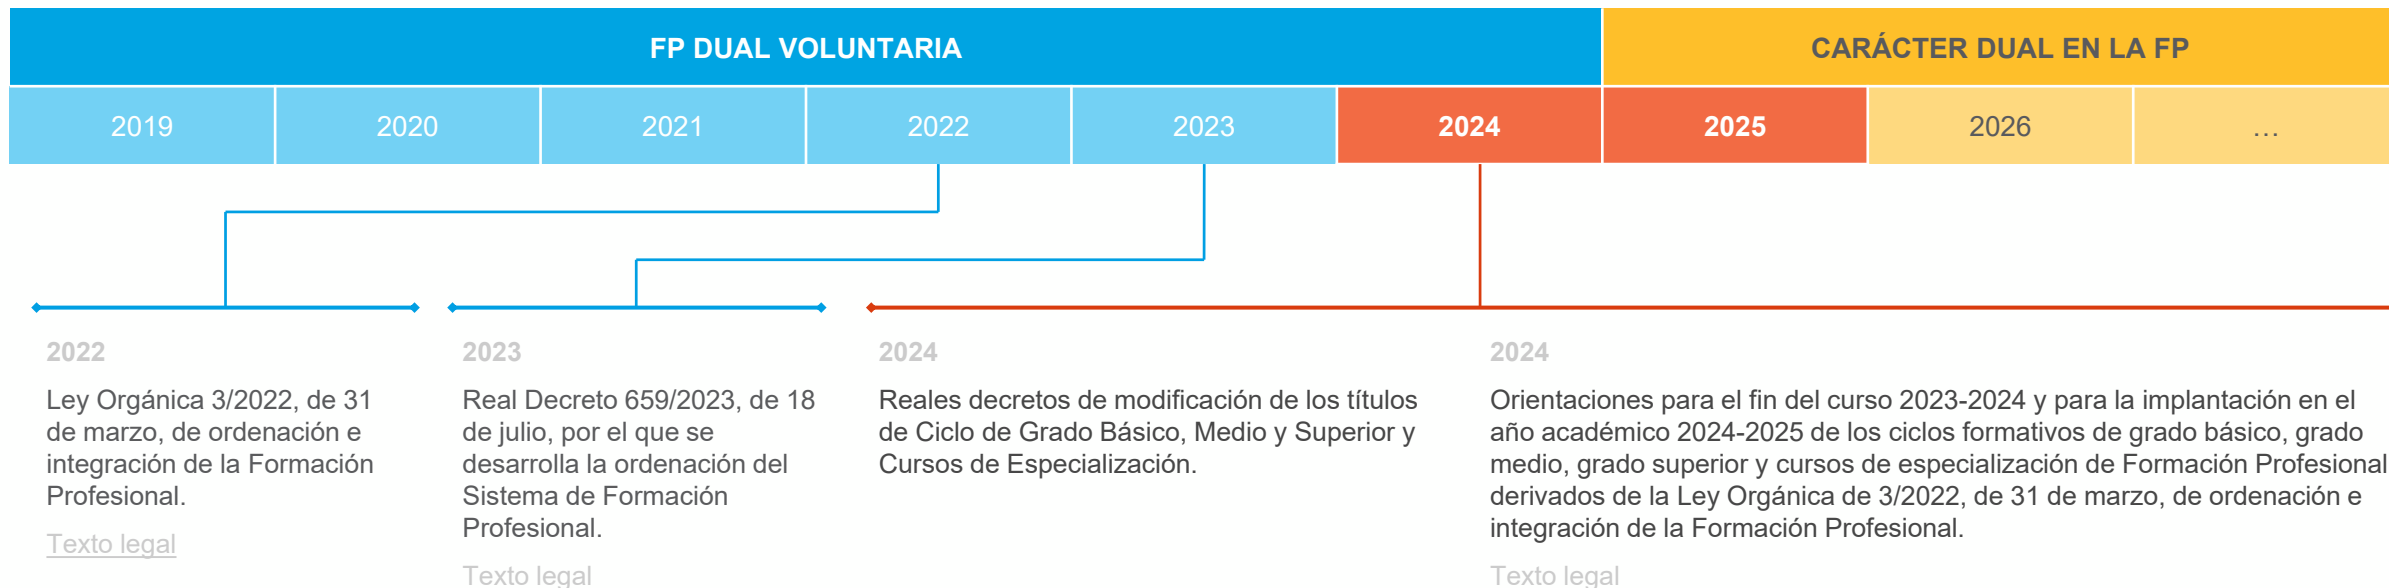 FP DUAL VOLUNTARIA
CARÁCTER DUAL EN LA FP
2019
2020
2021
2022
2023
2024
2025
2026
…
2022
Ley Orgánica 3/2022, de 31
de marzo, de ordenación e
integración de la Formación
Profesional.
Texto legal
2023
Real Decreto 659/2023, de 18
de julio, por el que se
desarrolla la ordenación del
Sistema de Formación
Profesional.
Texto legal
2024
Reales decretos de modificación de los títulos
de Ciclo de Grado Básico, Medio y Superior y
Cursos de Especialización.
2024
Orientaciones para el fin del curso 2023-2024 y para la implantación en el
año académico 2024-2025 de los ciclos formativos de grado básico, grado
medio, grado superior y cursos de especialización de Formación Profesional
derivados de la Ley Orgánica de 3/2022, de 31 de marzo, de ordenación e
integración de la Formación Profesional.
Texto legal